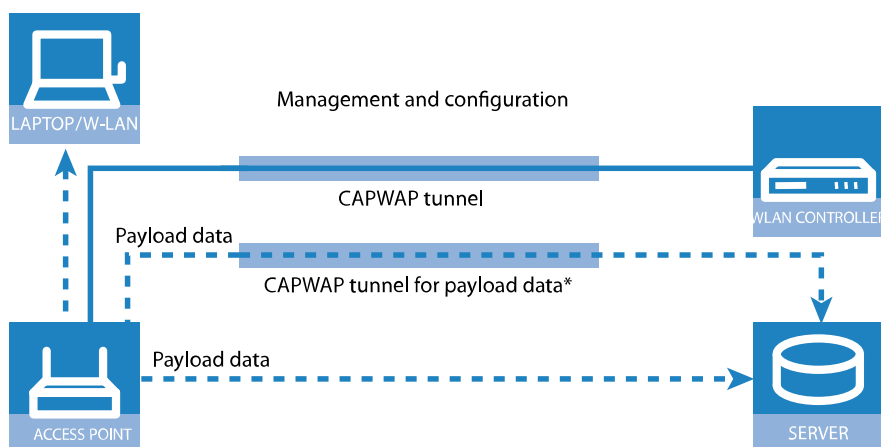 LAPTOP/W-LAN
Management and configuration
CAPWAP tunnel
WLAN CONTROLLER
Payload data
CAPWAP tunnel for payload data*
Payload data
ACCESS POINT
SERVER